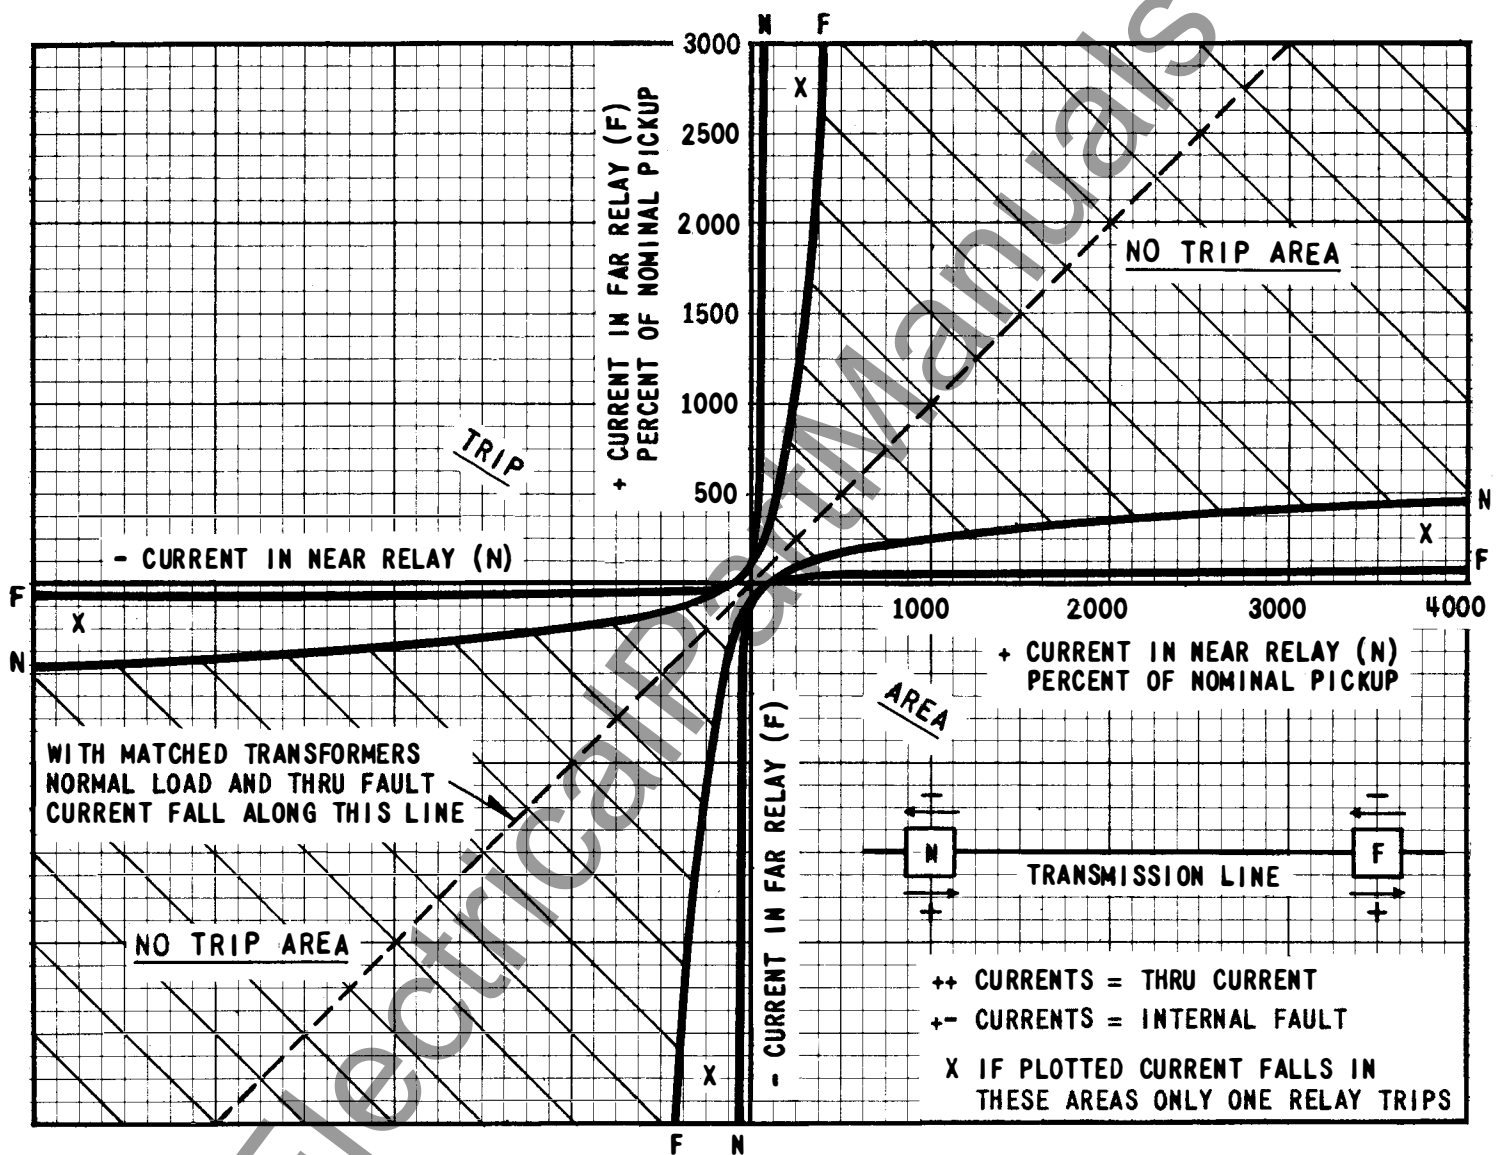 N F
3000
2500
2000
1500
1000
500
+ CURRENT IN FAR RELAY (F)
PERCENT OF NOMINAL PICKUP
X
NO TRIP AREA
TRIP
- CURRENT IN NEAR RELAY (N)
N
X
F
F
X
N
1000 2000 3000 4000
+ CURRENT IN NEAR RELAY (N)
PERCENT OF NOMINAL PICKUP
AREA
- CURRENT IN FAR RELAY (F)
WITH MATCHED TRANSFORMERS
NORMAL LOAD AND THRU FAULT
CURRENT FALL ALONG THIS LINE
NO TRIP AREA
- -
N F
TRANSMISSION LINE
+ +
++ CURRENTS = THRU CURRENT
+- CURRENTS = INTERNAL FAULT
X IF PLOTTED CURRENT FALLS IN
THESE AREAS ONLY ONE RELAY TRIPS
X
F N
ElectricalPartManuals